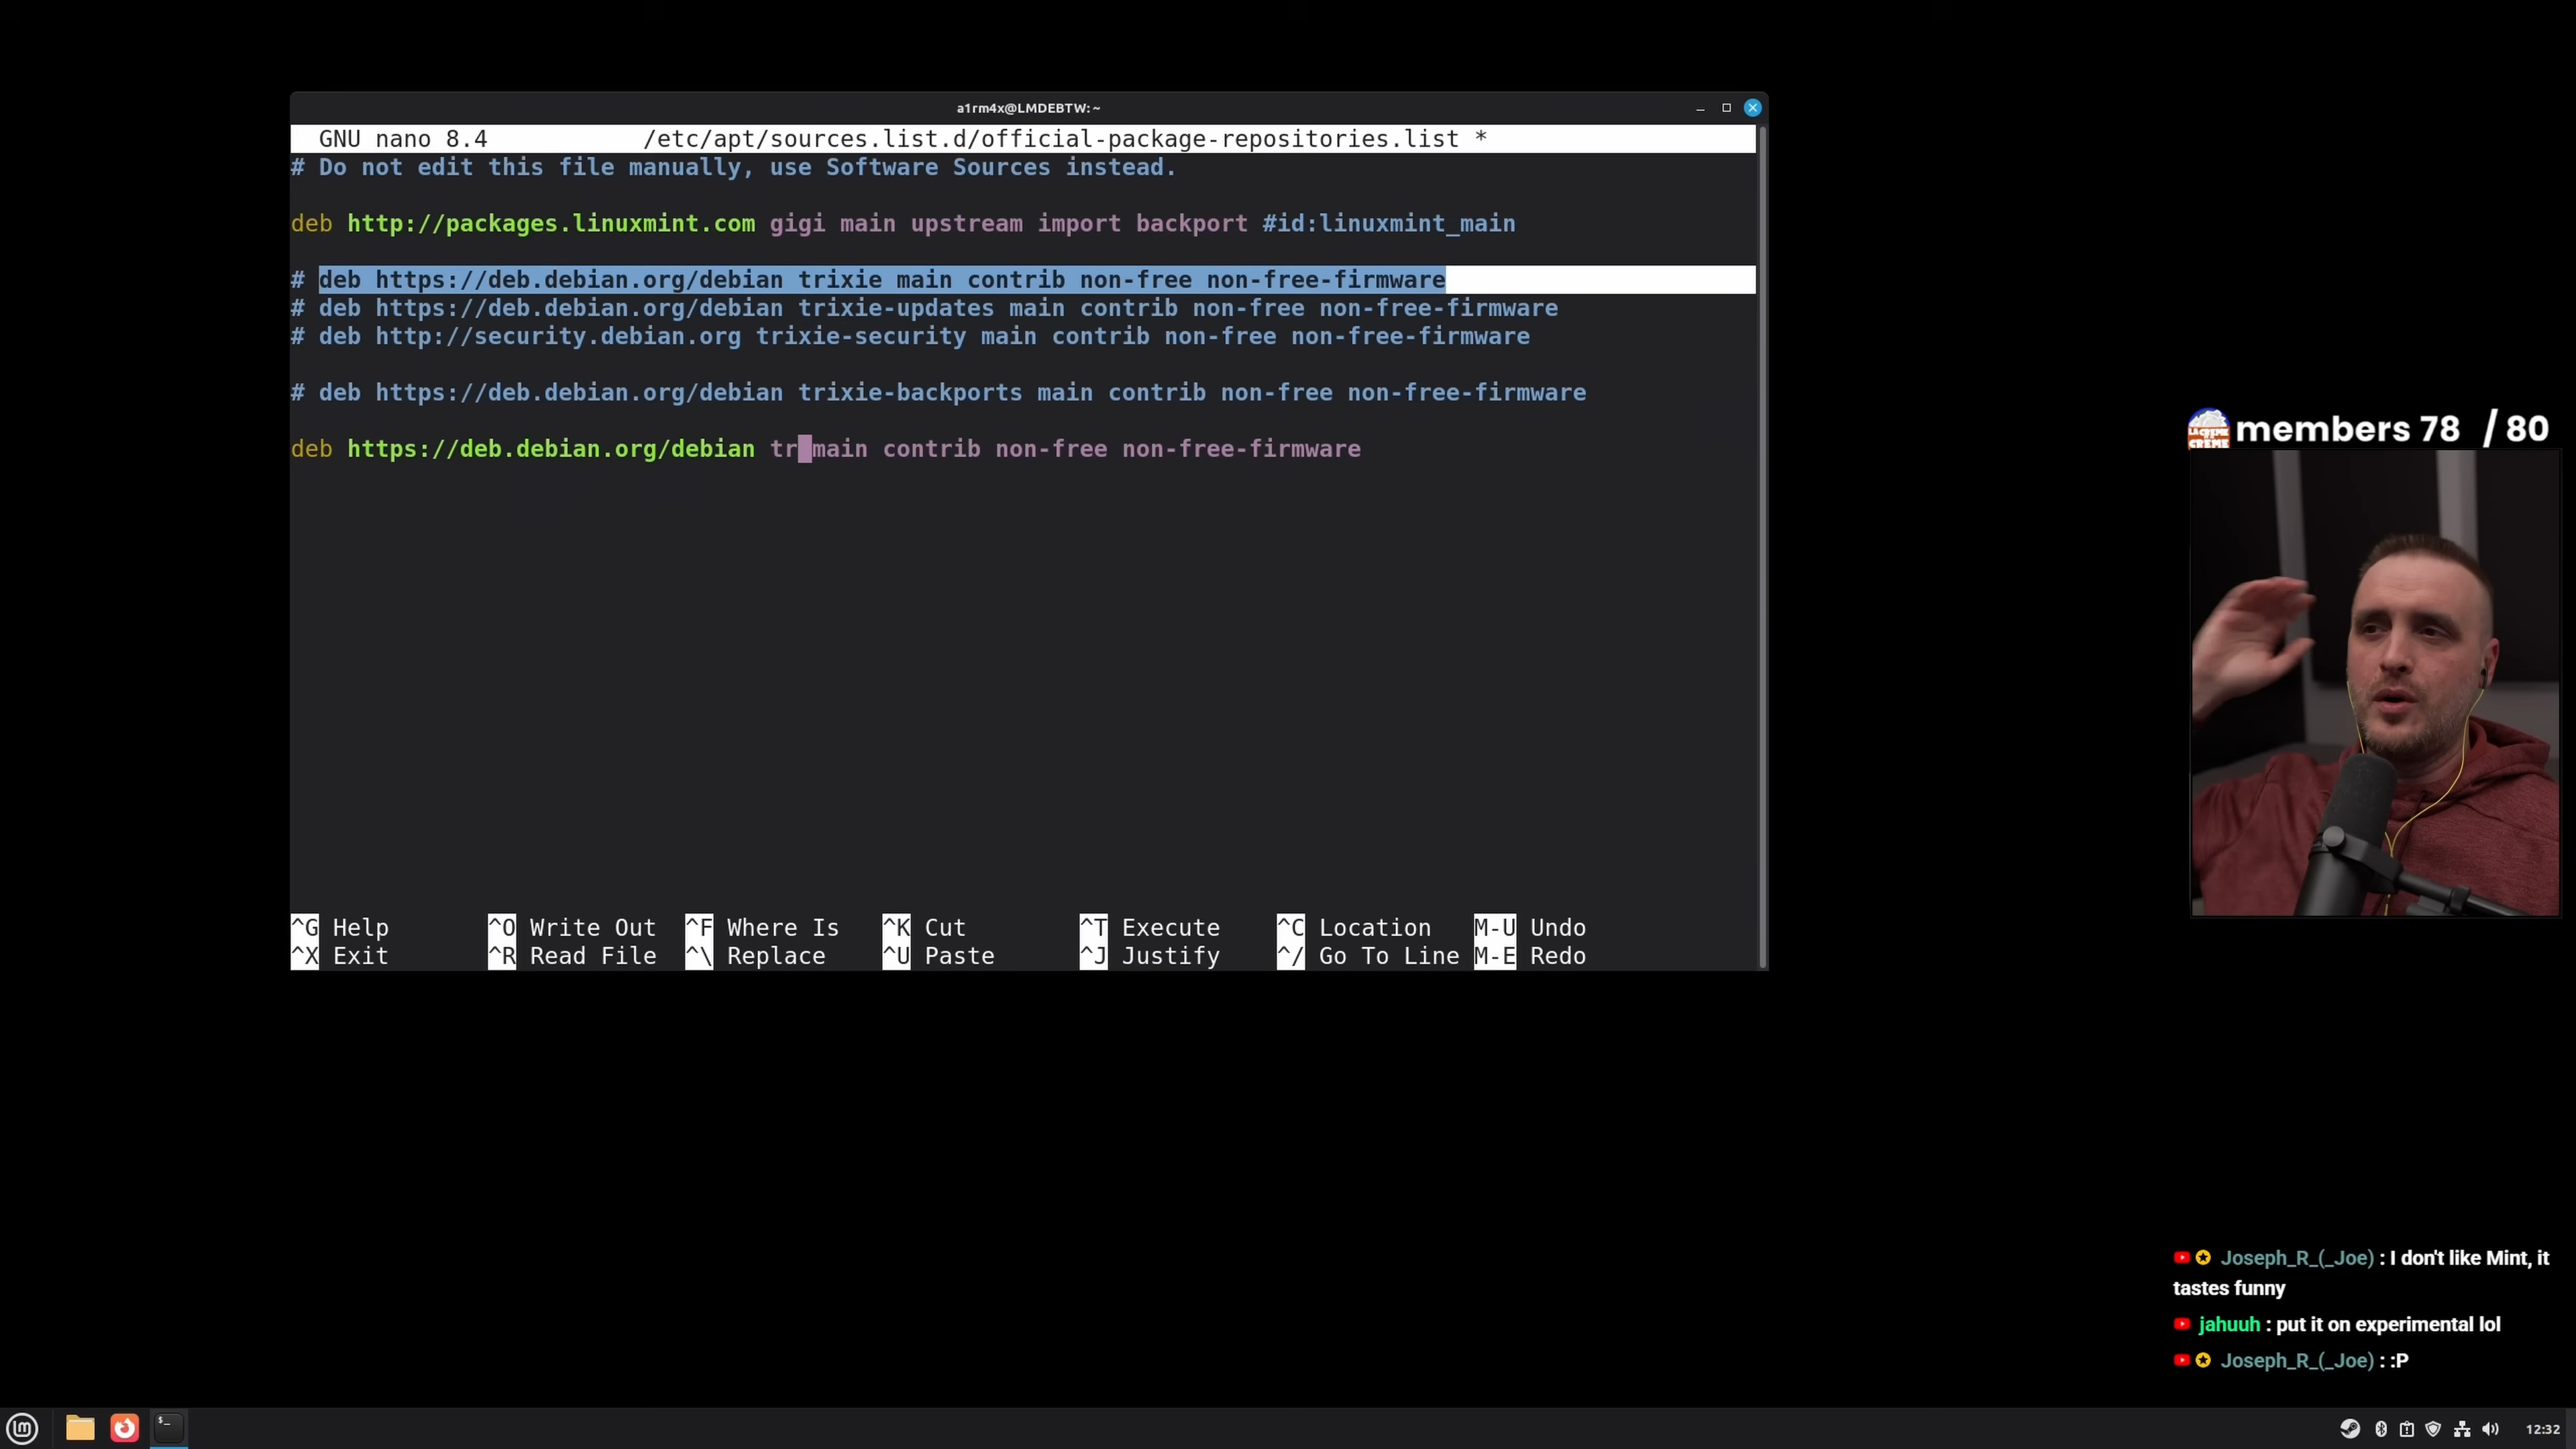 a1rm4x@LMDEBTW: ~
GNU nano 8.4 /etc/apt/sources.list.d/official-package-repositories.list *
# Do not edit this file manually, use Software Sources instead.
deb http://packages.linuxmint.com gigi main upstream import backport #id:linuxmint_main
# deb https://deb.debian.org/debian trixie main contrib non-free non-free-firmware
# deb https://deb.debian.org/debian trixie-updates main contrib non-free non-free-firmware
# deb http://security.debian.org trixie-security main contrib non-free non-free-firmware
# deb https://deb.debian.org/debian trixie-backports main contrib non-free non-free-firmware
deb https://deb.debian.org/debian tr main contrib non-free non-free-firmware
LA CREME
CREME
members 78 / 80
^G Help ^O Write Out ^F Where Is ^K Cut ^T Execute ^C Location M-U Undo
^X Exit ^R Read File ^\ Replace ^U Paste ^J Justify ^/ Go To Line M-E Redo
Joseph_R_(_Joe) : I don't like Mint, it
tastes funny
jahuuh : put it on experimental lol
Joseph_R_(_Joe) : :P
$_
12:32